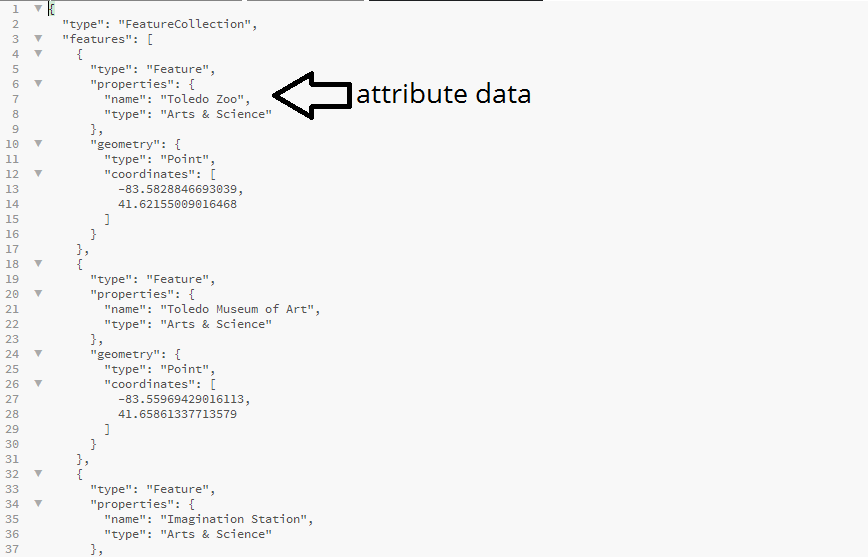 1 {
2 "type": "FeatureCollection",
3 "features": [
4 {
5 "type": "Feature",
6 "properties": {
7 "name": "Toledo Zoo", attribute data
8 "type": "Arts & Science"
9 },
10 "geometry": {
11 "type": "Point",
12 "coordinates": [
13 -83.5828846693039,
14 41.62155009016468
15 ]
16 }
17 },
18 {
19 "type": "Feature",
20 "properties": {
21 "name": "Toledo Museum of Art",
22 "type": "Arts & Science"
23 },
24 "geometry": {
25 "type": "Point",
26 "coordinates": [
27 -83.55969429016113,
28 41.65861337713579
29 ]
30 }
31 },
32 {
33 "type": "Feature",
34 "properties": {
35 "name": "Imagination Station",
36 "type": "Arts & Science"
37 },